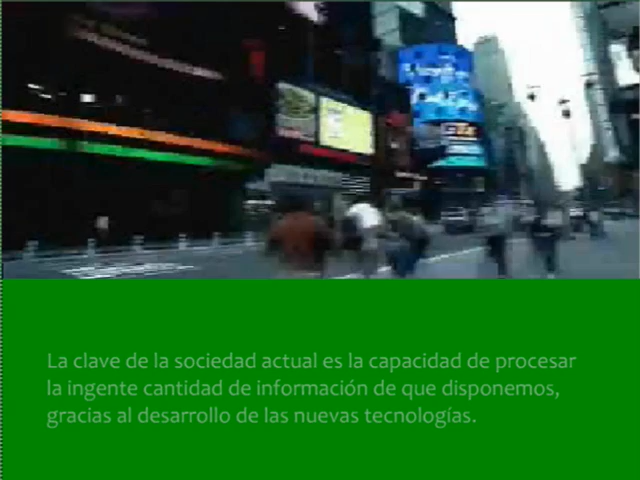 La clave de la sociedad actual es la capacidad de procesar
la ingente cantidad de información de que disponemos,
gracias al desarrollo de las nuevas tecnologías.